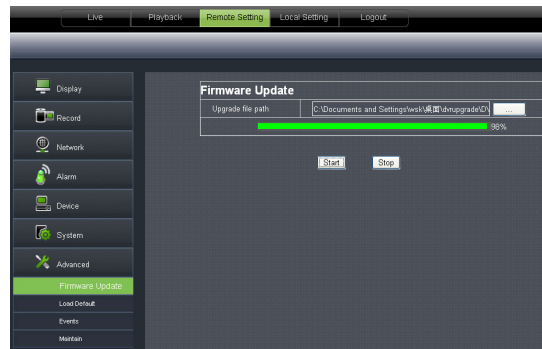 Live Playback Remote Setting Local Setting Logout
Display
Record
Network
Alarm
Device
System
Advanced
Firmware Update
Load Default
Events
Maintain
Firmware Update
Upgrade file path C:\Documents and Settings\wsk\桌面\dvrupgrade\D\ ...
98%
Start Stop